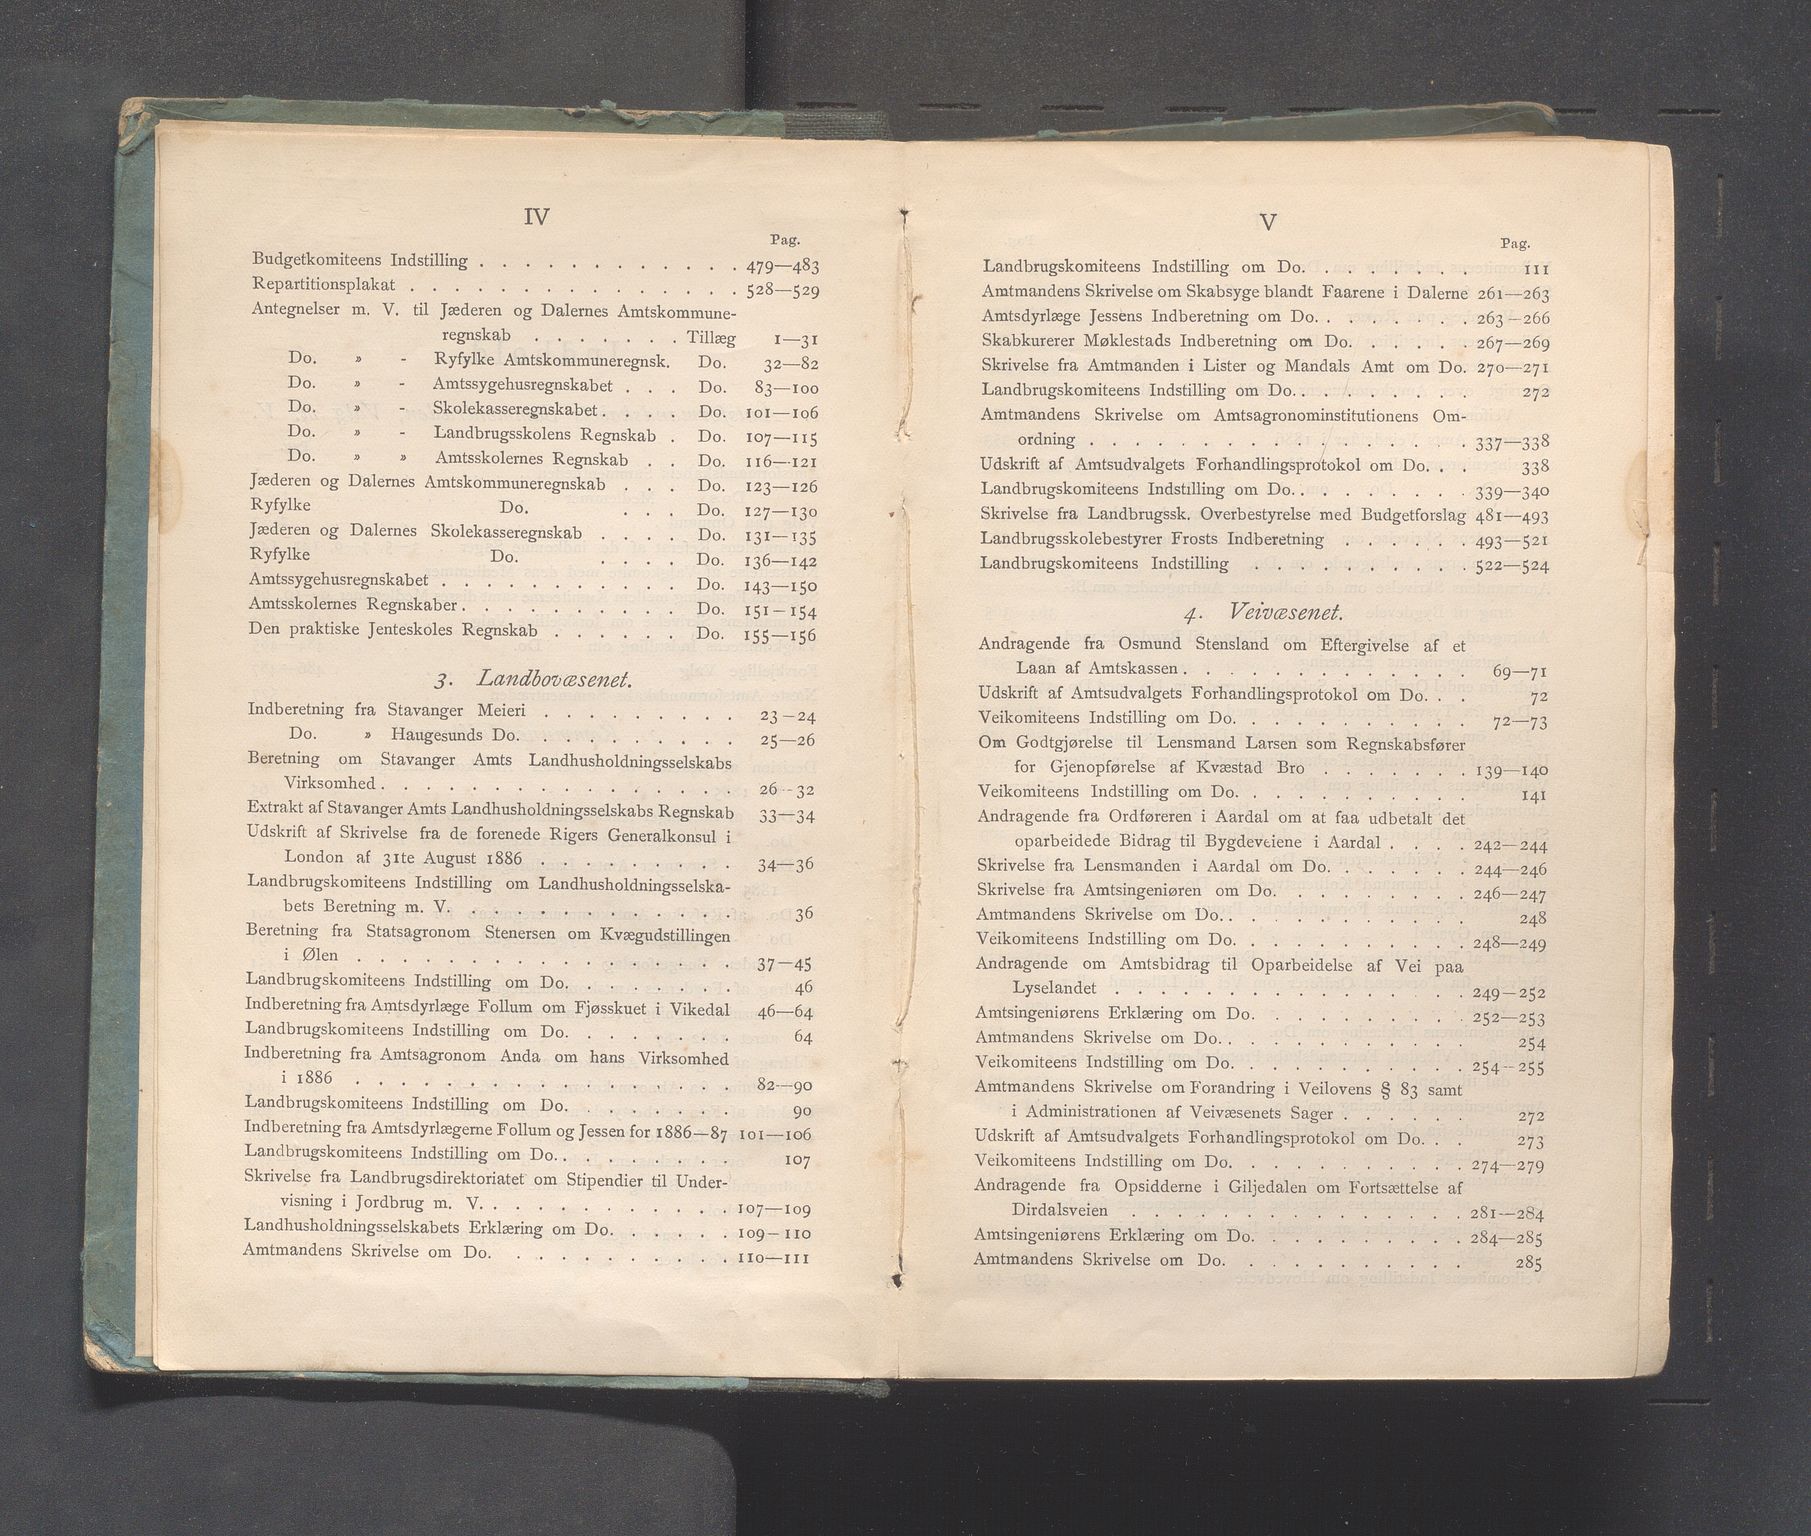 IV
Pag.
Budgetkomiteens Indstilling . . . . . . . . . . . . 479—483
Repartitionsplakat . . . . . . . . . . . . . . . 528—529
Antegnelser m. V. til Jæderen og Dalernes Amtskommune-
regnskab . . . . . . . Tillæg 1—31
Do. » - Ryfylke Amtskommuneregnsk. Do. 32—82
Do. » - Amtssygehusregnskabet . . . Do. 83—100
Do. » - Skolekasseregnskabet . . . . Do. 101—106
Do. » - Landbrugsskolens Regnskab . Do. 107—115
Do. » » Amtsskolernes Regnskab . . Do. 116—121
Jæderen og Dalernes Amtskommuneregnskab . . . Do. 123—126
Ryfylke Do. . . . Do. 127—130
Jæderen og Dalernes Skolekasseregnskab . . . . Do. 131—135
Ryfylke Do. . . . . Do. 136—142
Amtssygehusregnskabet . . . . . . . . . . . Do. 143—150
Amtsskolernes Regnskaber . . . . . . . . . . Do. 151—154
Den praktiske Jenteskoles Regnskab . . . . . . Do. 155—156
3. Landbovæsenet.
Indberetning fra Stavanger Meieri . . . . . . . . . 23—24
Do. » Haugesunds Do. . . . . . . . . . 25—26
Beretning om Stavanger Amts Landhusholdningsselskabs
Virksomhed . . . . . . . . . . . . . . . . 26—32
Extrakt af Stavanger Amts Landhusholdningsselskabs Regnskab 33—34
Udskrift af Skrivelse fra de forenede Rigers Generalkonsul i
London af 31te August 1886 . . . . . . . . . 34—36
Landbrugskomiteens Indstilling om Landhusholdningsselska-
bets Beretning m. V. . . . . . . . . . . . . 36
Beretning fra Statsagronom Stenersen om Kvægudstillingen
i Ølen . . . . . . . . . . . . . . . . . 37—45
Landbrugskomiteens Indstilling om Do. . . . . . . . 46
Indberetning fra Amtsdyrlæge Follum om Fjøsskuet i Vikedal 46—64
Landbrugskomiteens Indstilling om Do. . . . . . . . 64
Indberetning fra Amtsagronom Anda om hans Virksomhed
i 1886 . . . . . . . . . . . . . . . . . 82—90
Landbrugskomiteens Indstilling om Do. . . . . . . . 90
Indberetning fra Amtsdyrlægerne Follum og Jessen for 1886—87 101—106
Landbrugskomiteens Indstilling om Do. . . . . . . . 107
Skrivelse fra Landbrugsdirektoriatet om Stipendier til Under-
visning i Jordbrug m. V. . . . . . . . . . . . 107—109
Landhusholdningsselskabets Erklæring om Do. . . . . . 109—110
Amtmandens Skrivelse om Do. . . . . . . . . . . 110—111
V
Pag.
Landbrugskomiteens Indstilling om Do. . . . . . . . 111
Amtmandens Skrivelse om Skabsyge blandt Faarene i Dalerne 261—263
Amtsdyrlæge Jessens Indberetning om Do. . . . . . . . 263—266
Skabkurerer Møklestads Indberetning om Do. . . . . . 267—269
Skrivelse fra Amtmanden i Lister og Mandals Amt om Do. 270—271
Landbrugskomiteens Indstilling om Do. . . . . . . . . 272
Amtmandens Skrivelse om Amtsagronominstitutionens Om-
ordning . . . . . . . . . . . . . . . . 337—338
Udskrift af Amtsudvalgets Forhandlingsprotokol om Do. . . 338
Landbrugskomiteens Indstilling om Do. . . . . . . . . 339—340
Skrivelse fra Landbrugssk. Overbestyrelse med Budgetforslag 481—493
Landbrugsskolebestyrer Frosts Indberetning . . . . . . 493—521
Landbrugskomiteens Indstilling . . . . . . . . . . 522—524
4. Veivæsenet.
Andragende fra Osmund Stensland om Eftergivelse af et
Laan af Amtskassen . . . . . . . . . . . . . 69—71
Udskrift af Amtsudvalgets Forhandlingsprotokol om Do. . . 72
Veikomiteens Indstilling om Do. . . . . . . . . . . 72—73
Om Godtgjørelse til Lensmand Larsen som Regnskabsfører
for Gjenopførelse af Kvæstad Bro . . . . . . . 139—140
Veikomiteens Indstilling om Do. . . . . . . . . . . 141
Andragende fra Ordføreren i Aardal om at faa udbetalt det
oparbeidede Bidrag til Bygdeveiene i Aardal . . . . 242—244
Skrivelse fra Lensmanden i Aardal om Do. . . . . . . 244—246
Skrivelse fra Amtsingeniøren om Do. . . . . . . . . 246—247
Amtmandens Skrivelse om Do. . . . . . . . . . . . 248
Veikomiteens Indstilling om Do. . . . . . . . . . . 248—249
Andragende om Amtsbidrag til Oparbeidelse af Vei paa
Lyselandet . . . . . . . . . . . . . . . 249—252
Amtsingeniørens Erklæring om Do. . . . . . . . . . 252—253
Amtmandens Skrivelse om Do. . . . . . . . . . . . 254
Veikomiteens Indstilling om Do. . . . . . . . . . . 254—255
Amtmandens Skrivelse om Forandring i Veilovens § 83 samt
i Administrationen af Veivæsenets Sager . . . . . . 272
Udskrift af Amtsudvalgets Forhandlingsprotokol om Do. . . 273
Veikomiteens Indstilling om Do. . . . . . . . . . . 274—279
Andragende fra Opsidderne i Giljedalen om Fortsættelse af
Dirdalsveien . . . . . . . . . . . . . . . 281—284
Amtsingeniørens Erklæring om Do. . . . . . . . . . 284—285
Amtmandens Skrivelse om Do. . . . . . . . . . . 285